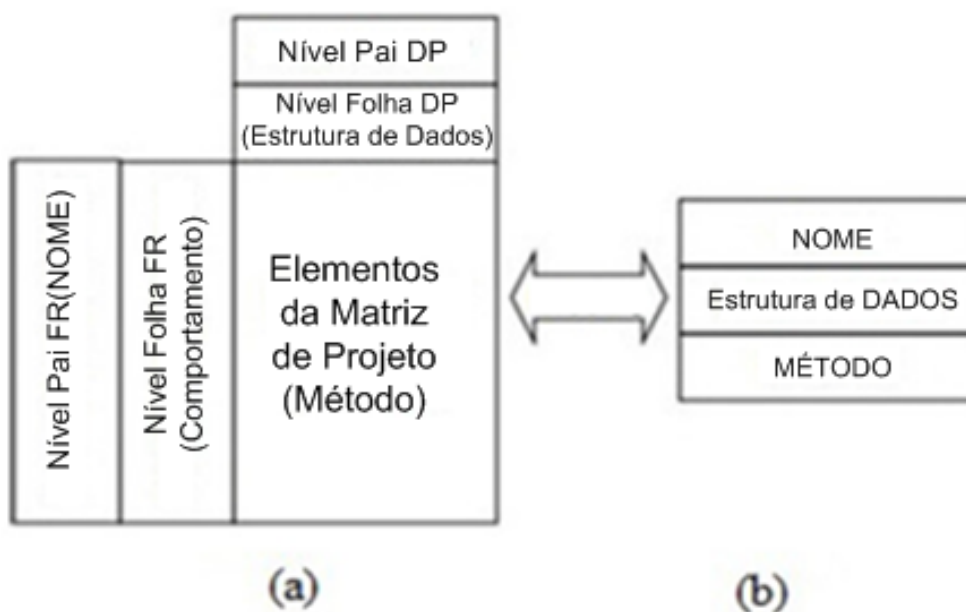 Nível Pai DP
Nível Folha DP
(Estrutura de Dados)
Nível Pai FR(NOME)
Nível Folha FR
(Comportamento)
Elementos
da Matriz
de Projeto
(Método)
NOME
Estrutura de DADOS
MÉTODO
(a)
(b)